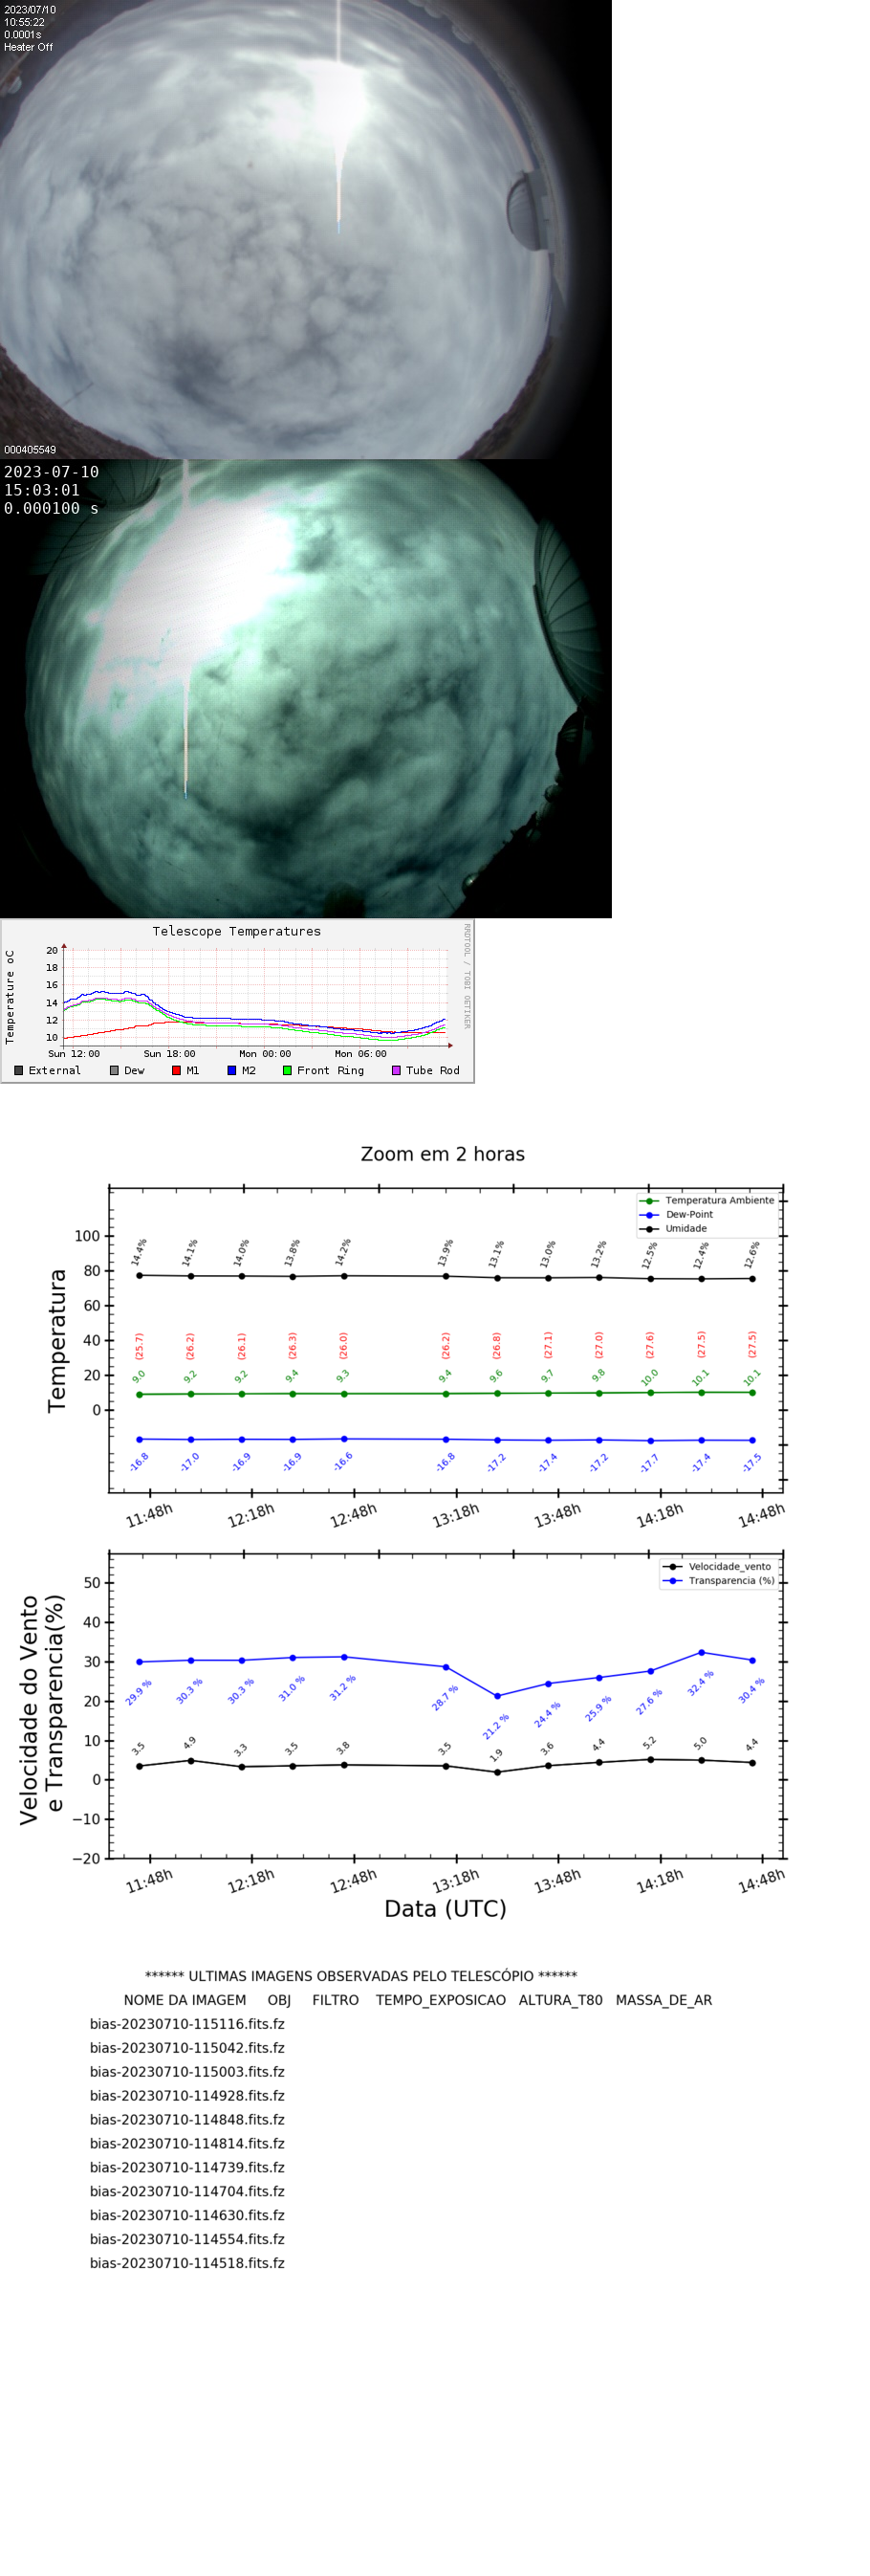 2023/07/10
10:55:22
0.0001s
Heater Off
000405549
2023-07-10
15:03:01
0.000100 s
Telescope Temperatures
RRDTOOL / TOBI OETIKER
Temperature oC
20
18
16
14
12
10
Sun 12:00 Sun 18:00 Mon 00:00 Mon 06:00
External Dew M1 M2 Front Ring Tube Rod
Zoom em 2 horas
Temperatura Ambiente
Dew-Point
Umidade
Temperatura
100
80
60
40
20
0
14.4% 14.1% 14.0% 13.8% 14.2% 13.9% 13.1% 13.0% 13.2% 12.5% 12.4% 12.6%
(25.7) (26.2) (26.1) (26.3) (26.0) (26.2) (26.8) (27.1) (27.0) (27.6) (27.5) (27.5)
9.0 9.2 9.2 9.4 9.3 9.4 9.6 9.7 9.8 10.0 10.1 10.1
-16.8 -17.0 -16.9 -16.9 -16.6 -16.8 -17.2 -17.4 -17.2 -17.7 -17.4 -17.5
11:48h 12:18h 12:48h 13:18h 13:48h 14:18h 14:48h
Velocidade_vento
Transparencia (%)
Velocidade do Vento
e Transparencia(%)
50
40
30
20
10
0
−10
−20
29.9 % 30.3 % 30.3 % 31.0 % 31.2 % 28.7 % 21.2 % 24.4 % 25.9 % 27.6 % 32.4 % 30.4 %
3.5 4.9 3.3 3.5 3.8 3.5 1.9 3.6 4.4 5.2 5.0 4.4
11:48h 12:18h 12:48h 13:18h 13:48h 14:18h 14:48h
Data (UTC)
****** ULTIMAS IMAGENS OBSERVADAS PELO TELESCÓPIO ******
NOME DA IMAGEM OBJ FILTRO TEMPO_EXPOSICAO ALTURA_T80 MASSA_DE_AR
bias-20230710-115116.fits.fz
bias-20230710-115042.fits.fz
bias-20230710-115003.fits.fz
bias-20230710-114928.fits.fz
bias-20230710-114848.fits.fz
bias-20230710-114814.fits.fz
bias-20230710-114739.fits.fz
bias-20230710-114704.fits.fz
bias-20230710-114630.fits.fz
bias-20230710-114554.fits.fz
bias-20230710-114518.fits.fz